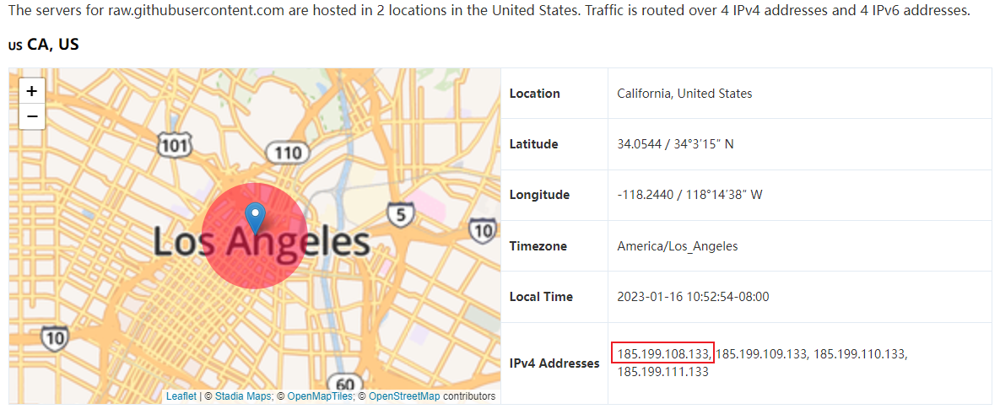 The servers for raw.githubusercontent.com are hosted in 2 locations in the United States. Traffic is routed over 4 IPv4 addresses and 4 IPv6 addresses.
US CA, US
+
−
101
110
5
10
Los Angeles
10
60
Leaflet | © Stadia Maps; © OpenMapTiles; © OpenStreetMap contributors
Location California, United States
Latitude 34.0544 / 34°3′15″ N
Longitude -118.2440 / 118°14′38″ W
Timezone America/Los_Angeles
Local Time 2023-01-16 10:52:54-08:00
IPv4 Addresses 185.199.108.133, 185.199.109.133, 185.199.110.133,
185.199.111.133